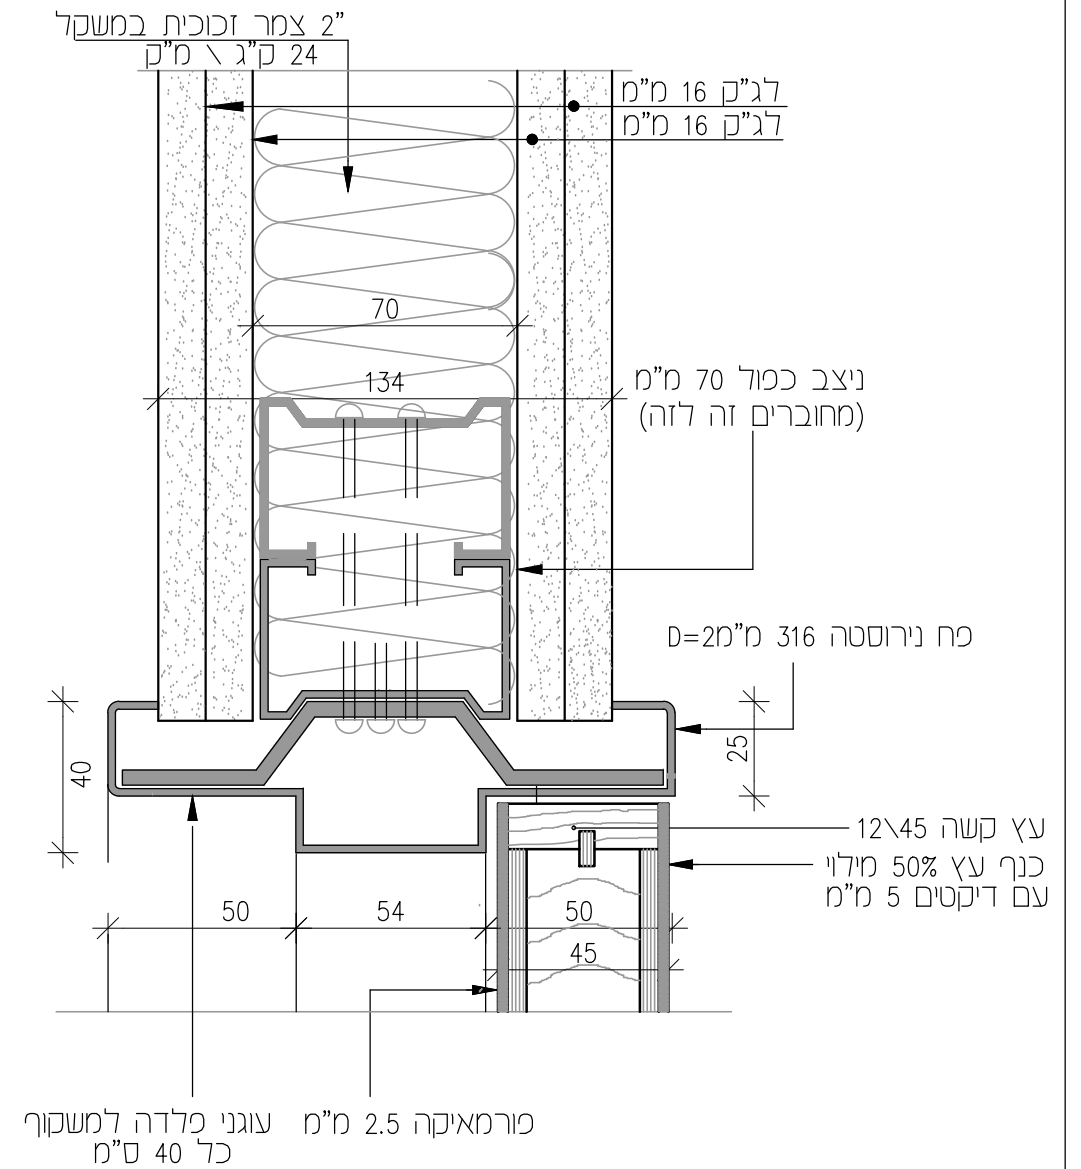 2” צמר זכוכית במשקל
24 ק”ג \ מ”ק
לג”ק 16 מ”מ
לג”ק 16 מ”מ
70
134
ניצב כפול 70 מ”מ
(מחוברים זה לזה)
פח נירוסטה 316 מ”מD=2
40
25
עץ קשה 12\45
כנף עץ 50% מילוי
עם דיקטים 5 מ”מ
50
54
50
45
פורמאיקה 2.5 מ”מ
עוגני פלדה למשקוף
כל 40 ס”מ